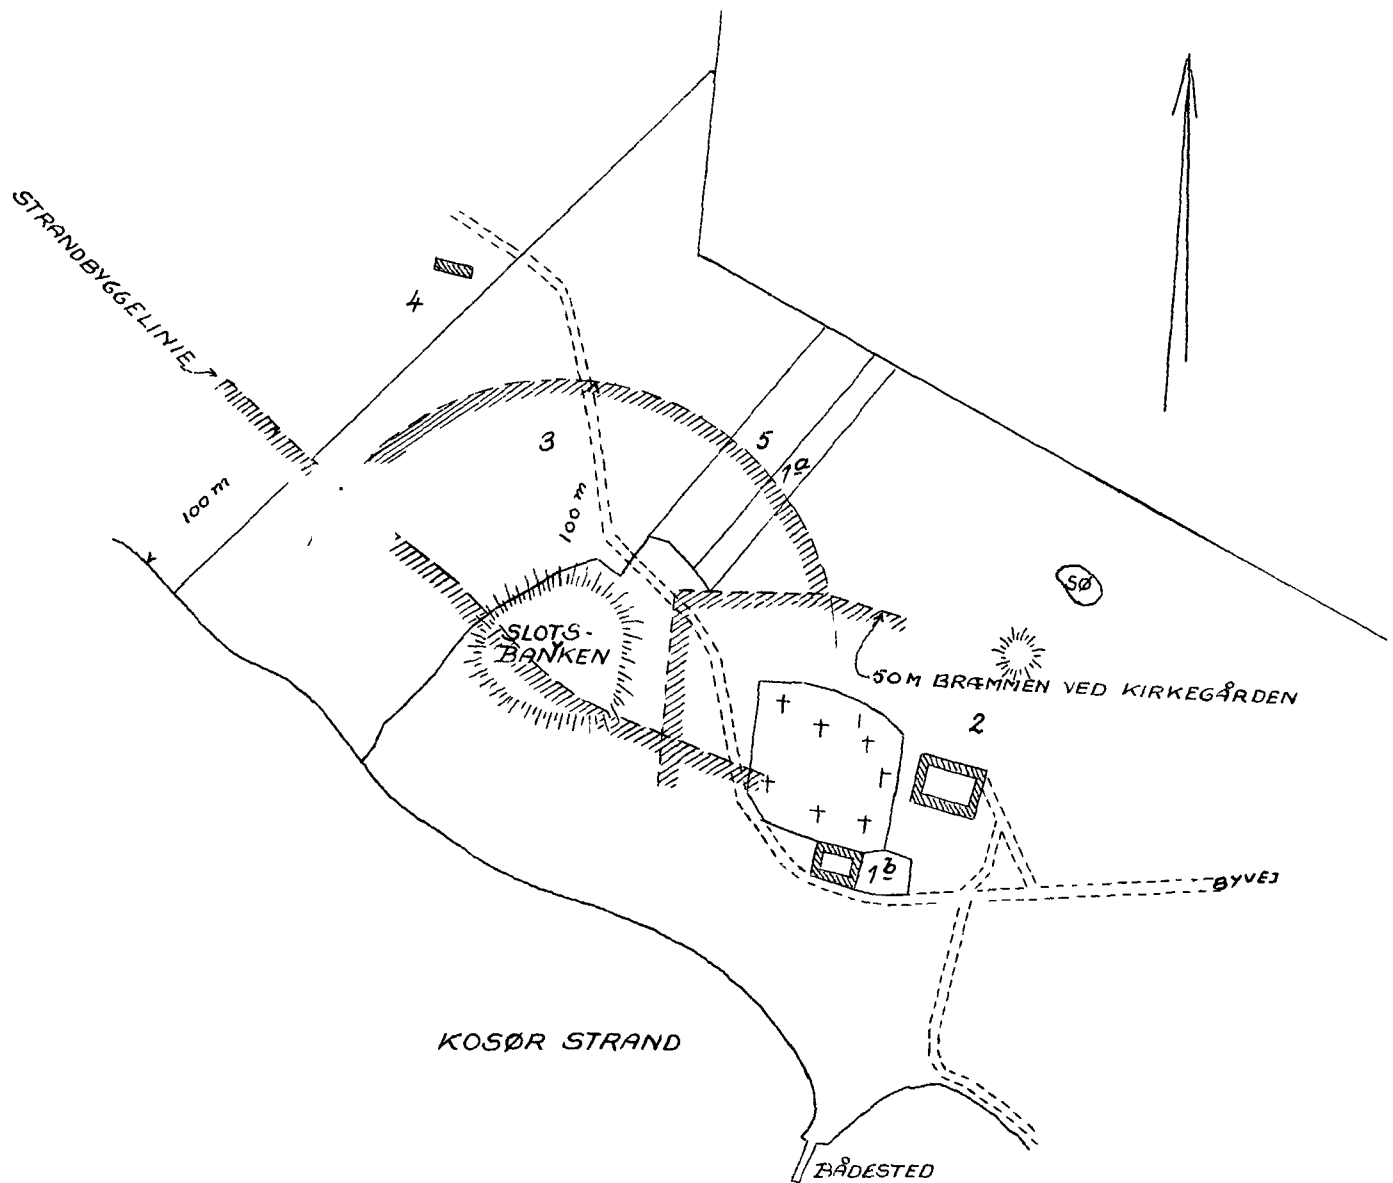 STRANDBYGGELINIE
4
3
5
1a
100 m
100 m
SØ
SLOTS-
BANKEN
50 M BRÆMMEN VED KIRKEGÅRDEN
2
1b
BYVEJ
KOSØR STRAND
BÅDESTED